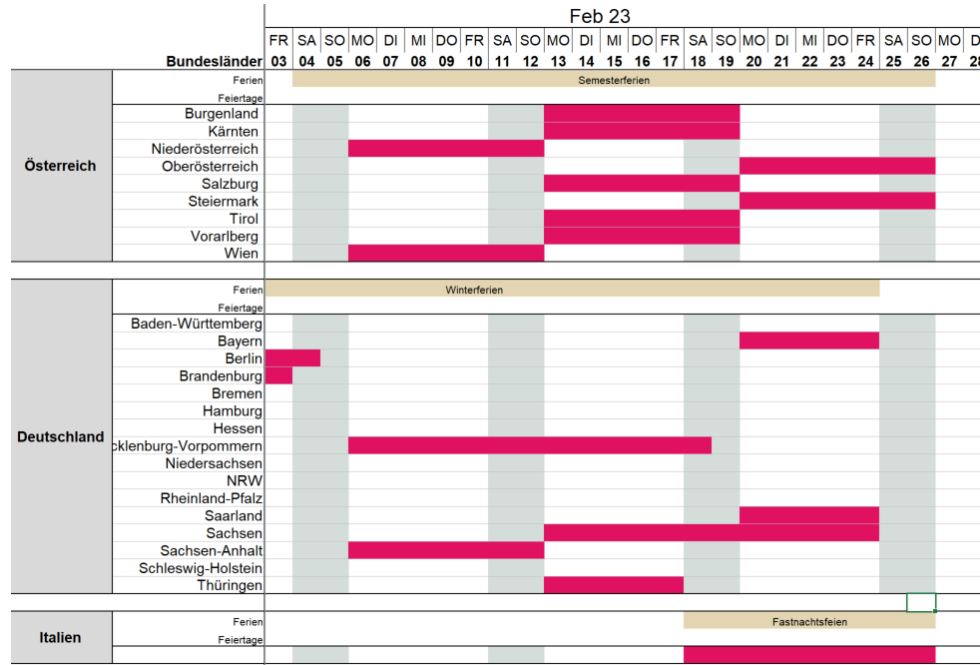 Feb 23
FR SA SO MO DI MI DO FR SA SO MO DI MI DO FR SA SO MO DI MI DO FR SA SO MO D
Bundesländer 03 04 05 06 07 08 09 10 11 12 13 14 15 16 17 18 19 20 21 22 23 24 25 26 27 28
Ferien Semesterferien
Feiertage
Burgenland
Kärnten
Niederösterreich
Österreich Oberösterreich
Salzburg
Steiermark
Tirol
Vorarlberg
Wien
Ferien Winterferien
Feiertage
Baden-Württemberg
Bayern
Berlin
Brandenburg
Bremen
Hamburg
Hessen
Deutschland cklenburg-Vorpommern
Niedersachsen
NRW
Rheinland-Pfalz
Saarland
Sachsen
Sachsen-Anhalt
Schleswig-Holstein
Thüringen
Ferien Fastnachtsfeien
Italien
Feiertage